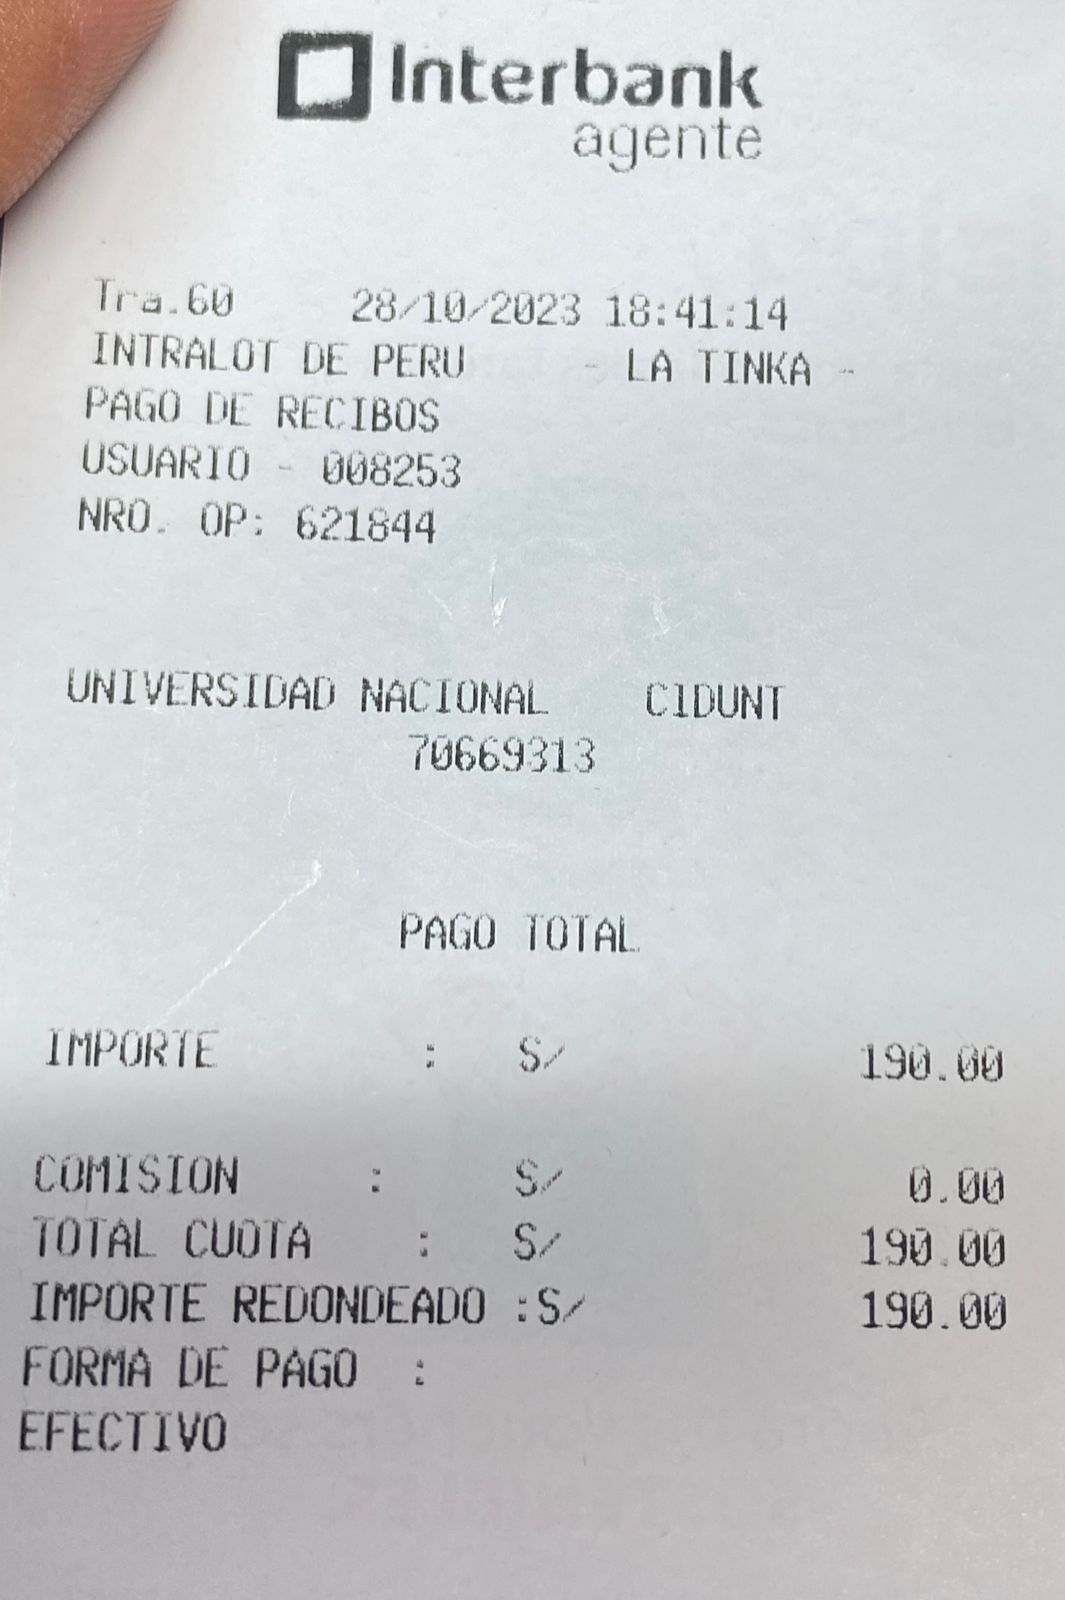 Interbank
agente
Tra.60 28/10/2023 18:41:14
INTRALOT DE PERU - LA TINKA -
PAGO DE RECIBOS
USUARIO - 008253
NRO. OP: 621844
UNIVERSIDAD NACIONAL CIDUNT
70669313
PAGO TOTAL
IMPORTE : S/ 190.00
COMISION : S/ 0.00
TOTAL CUOTA : S/ 190.00
IMPORTE REDONDEADO :S/ 190.00
FORMA DE PAGO :
EFECTIVO